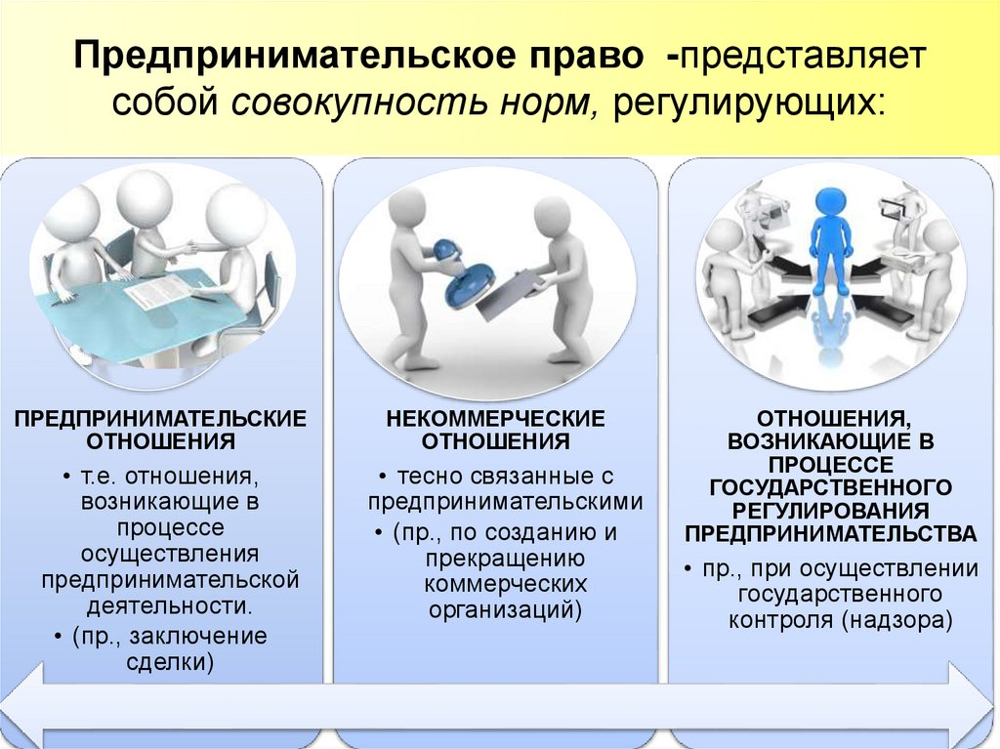 Предпринимательское право -представляет
собой совокупность норм, регулирующих:
ПРЕДПРИНИМАТЕЛЬСКИЕ
ОТНОШЕНИЯ
• т.е. отношения,
возникающие в
процессе
осуществления
предпринимательской
деятельности.
• (пр., заключение
сделки)
НЕКОММЕРЧЕСКИЕ
ОТНОШЕНИЯ
• тесно связанные с
предпринимательскими
• (пр., по созданию и
прекращению
коммерческих
организаций)
ОТНОШЕНИЯ,
ВОЗНИКАЮЩИЕ В
ПРОЦЕССЕ
ГОСУДАРСТВЕННОГО
РЕГУЛИРОВАНИЯ
ПРЕДПРИНИМАТЕЛЬСТВА
• пр., при осуществлении
государственного
контроля (надзора)